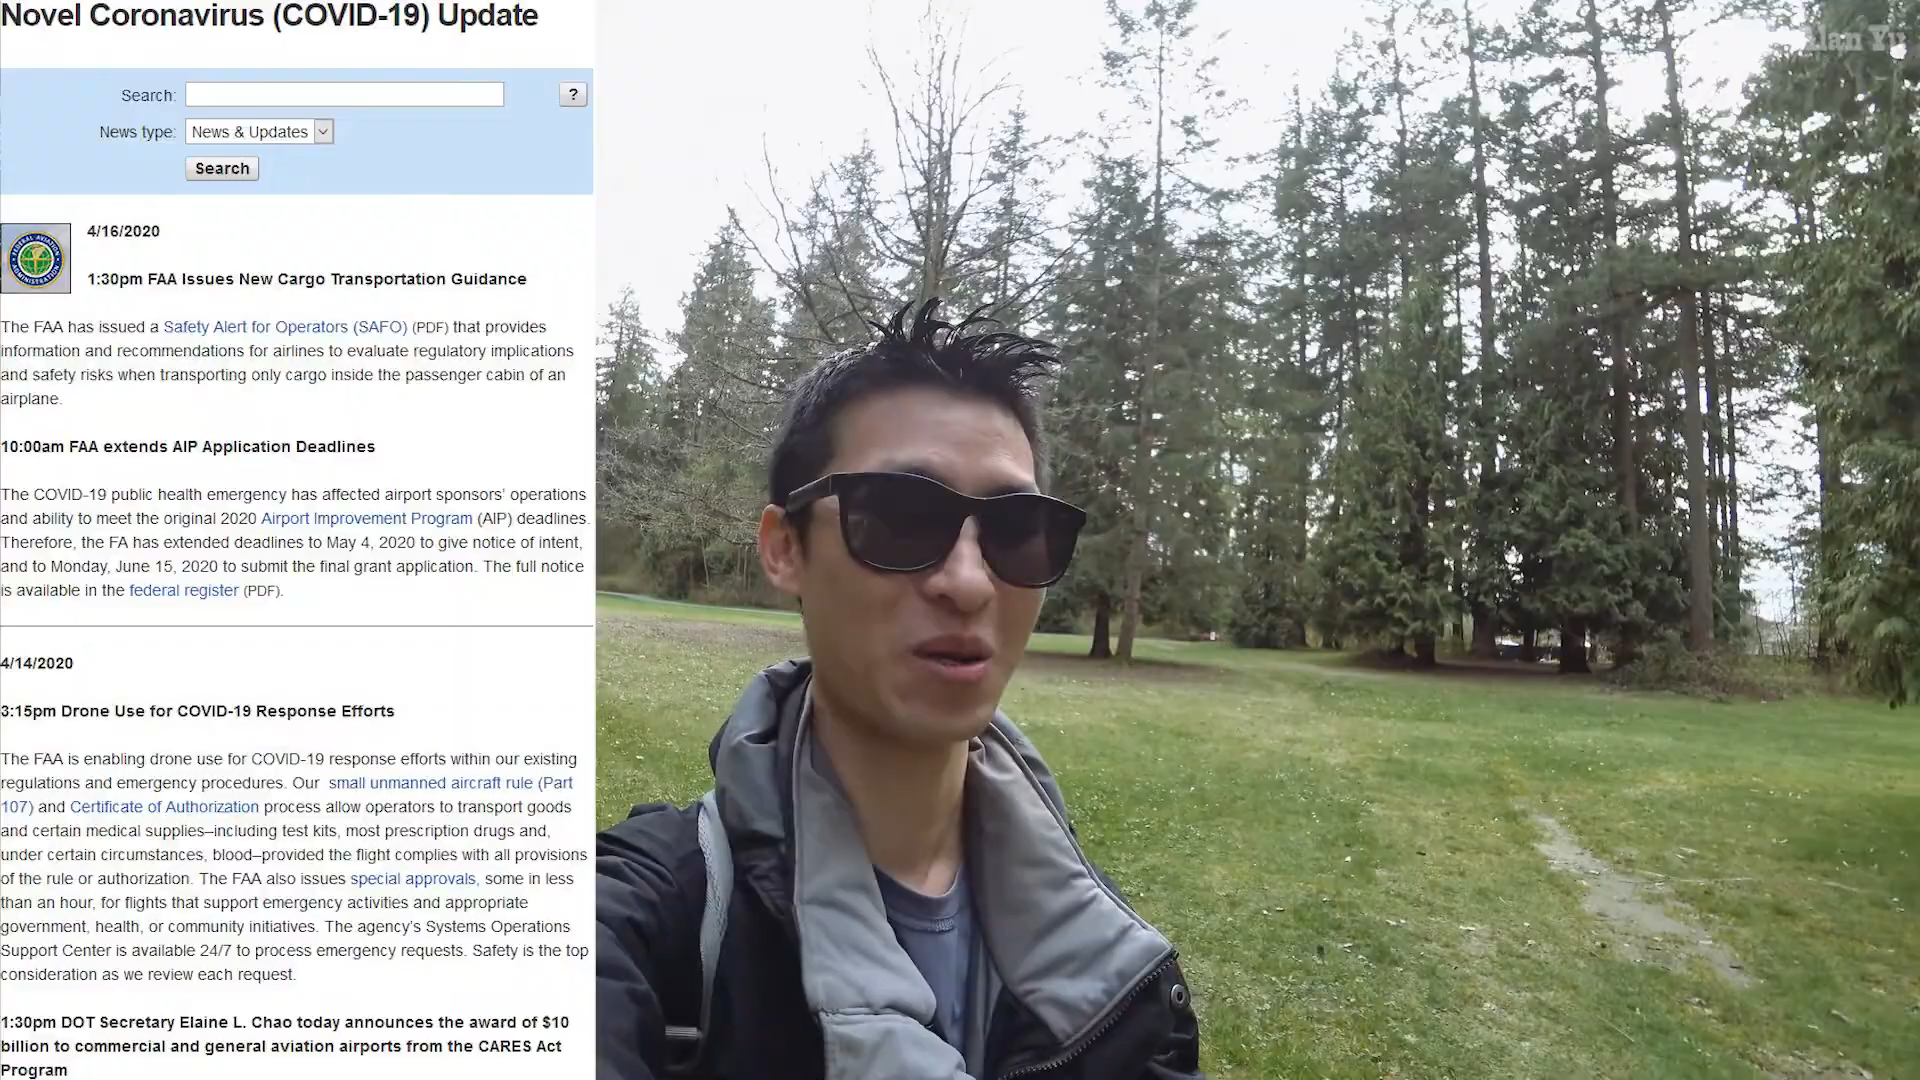 Novel Coronavirus (COVID-19) Update
Search:
?
News type: News & Updates
Search
4/16/2020
1:30pm FAA Issues New Cargo Transportation Guidance
The FAA has issued a Safety Alert for Operators (SAFO) (PDF) that provides
information and recommendations for airlines to evaluate regulatory implications
and safety risks when transporting only cargo inside the passenger cabin of an
airplane.
10:00am FAA extends AIP Application Deadlines
The COVID-19 public health emergency has affected airport sponsors' operations
and ability to meet the original 2020 Airport Improvement Program (AIP) deadlines.
Therefore, the FA has extended deadlines to May 4, 2020 to give notice of intent,
and to Monday, June 15, 2020 to submit the final grant application. The full notice
is available in the federal register (PDF).
4/14/2020
3:15pm Drone Use for COVID-19 Response Efforts
The FAA is enabling drone use for COVID-19 response efforts within our existing
regulations and emergency procedures. Our small unmanned aircraft rule (Part
107) and Certificate of Authorization process allow operators to transport goods
and certain medical supplies–including test kits, most prescription drugs and,
under certain circumstances, blood–provided the flight complies with all provisions
of the rule or authorization. The FAA also issues special approvals, some in less
than an hour, for flights that support emergency activities and appropriate
government, health, or community initiatives. The agency's Systems Operations
Support Center is available 24/7 to process emergency requests. Safety is the top
consideration as we review each request.
1:30pm DOT Secretary Elaine L. Chao today announces the award of $10
billion to commercial and general aviation airports from the CARES Act
Program
FEDERAL AVIATION
ADMINISTRATION
Alan Yu